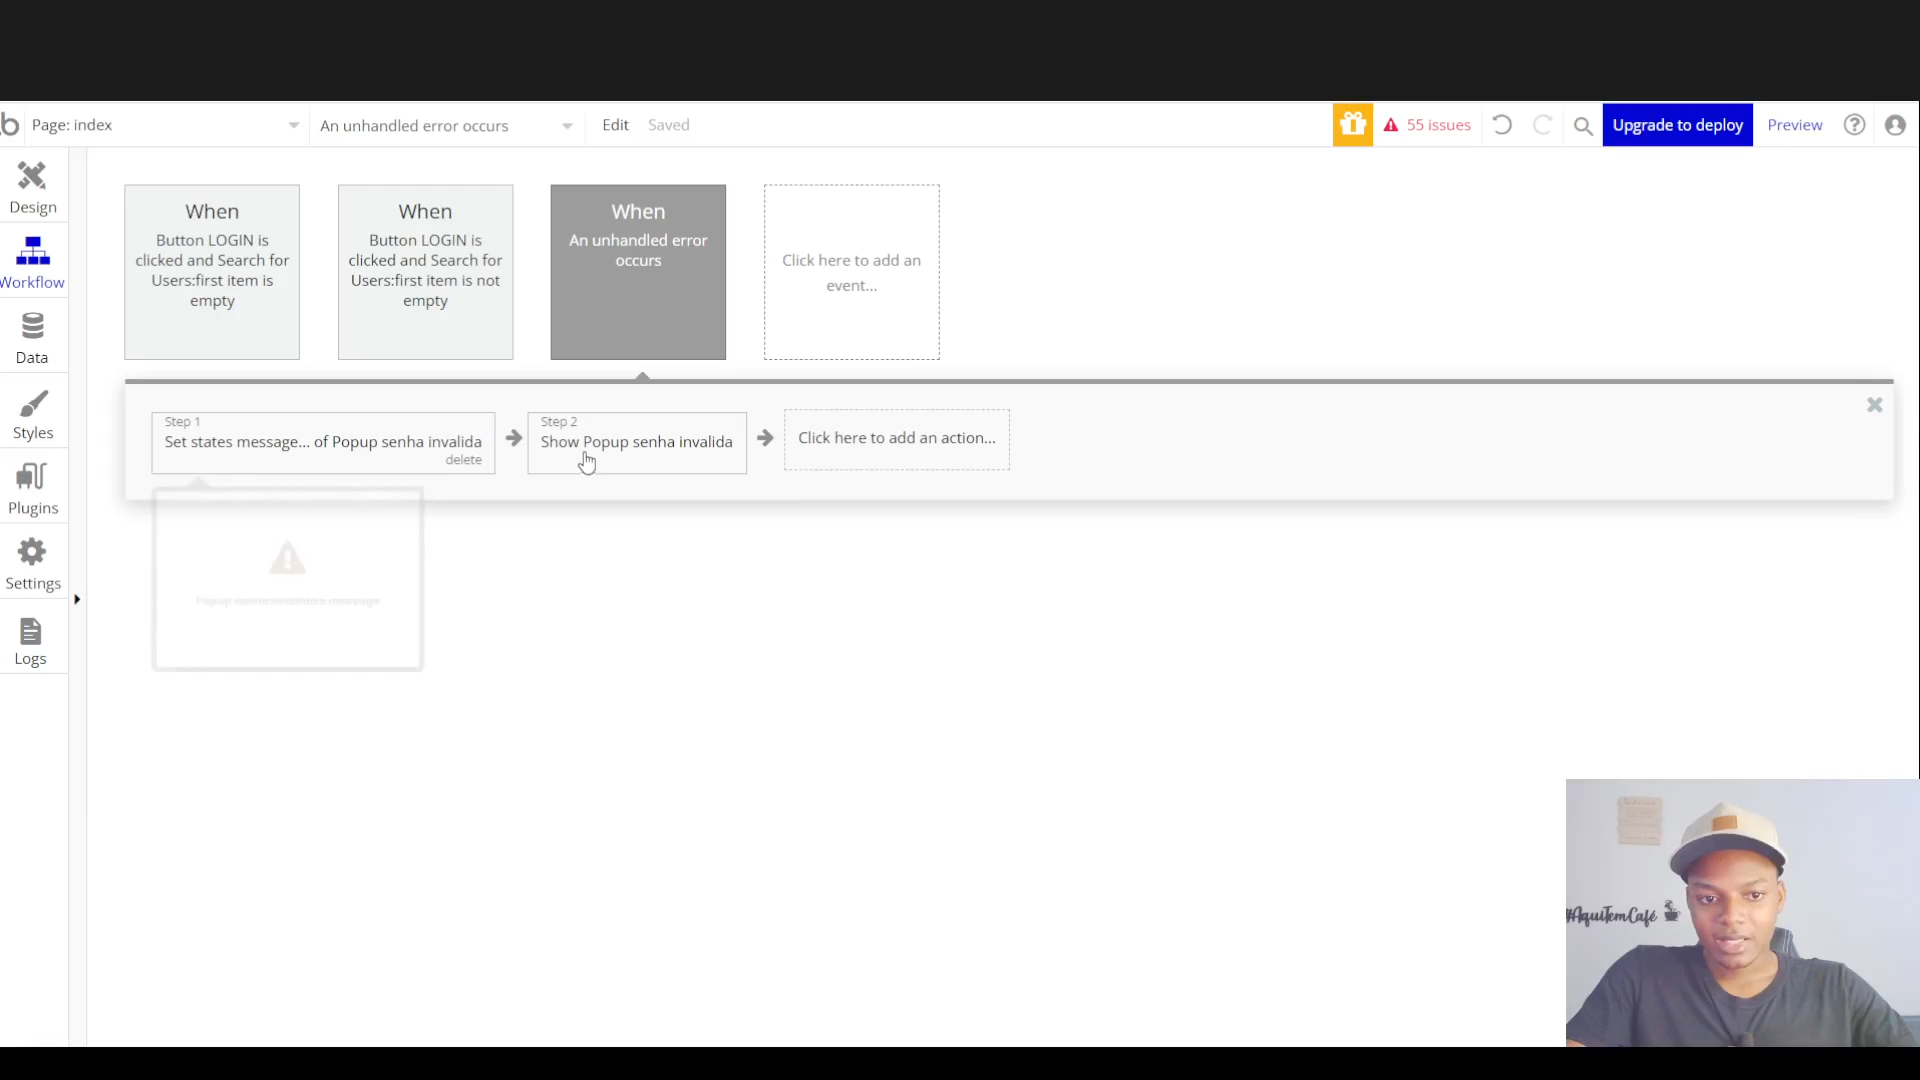 b Page: index
An unhandled error occurs
Edit
Saved
55 issues
Upgrade to deploy
Preview
Design
Workflow
Data
Styles
Plugins
Settings
Logs
When
Button LOGIN is
clicked and Search for
Users:first item is
empty
When
Button LOGIN is
clicked and Search for
Users:first item is not
empty
When
An unhandled error
occurs
Click here to add an
event...
Step 1
Set states message... of Popup senha invalida
delete
Step 2
Show Popup senha invalida
Click here to add an action...
#AquiTemCafé